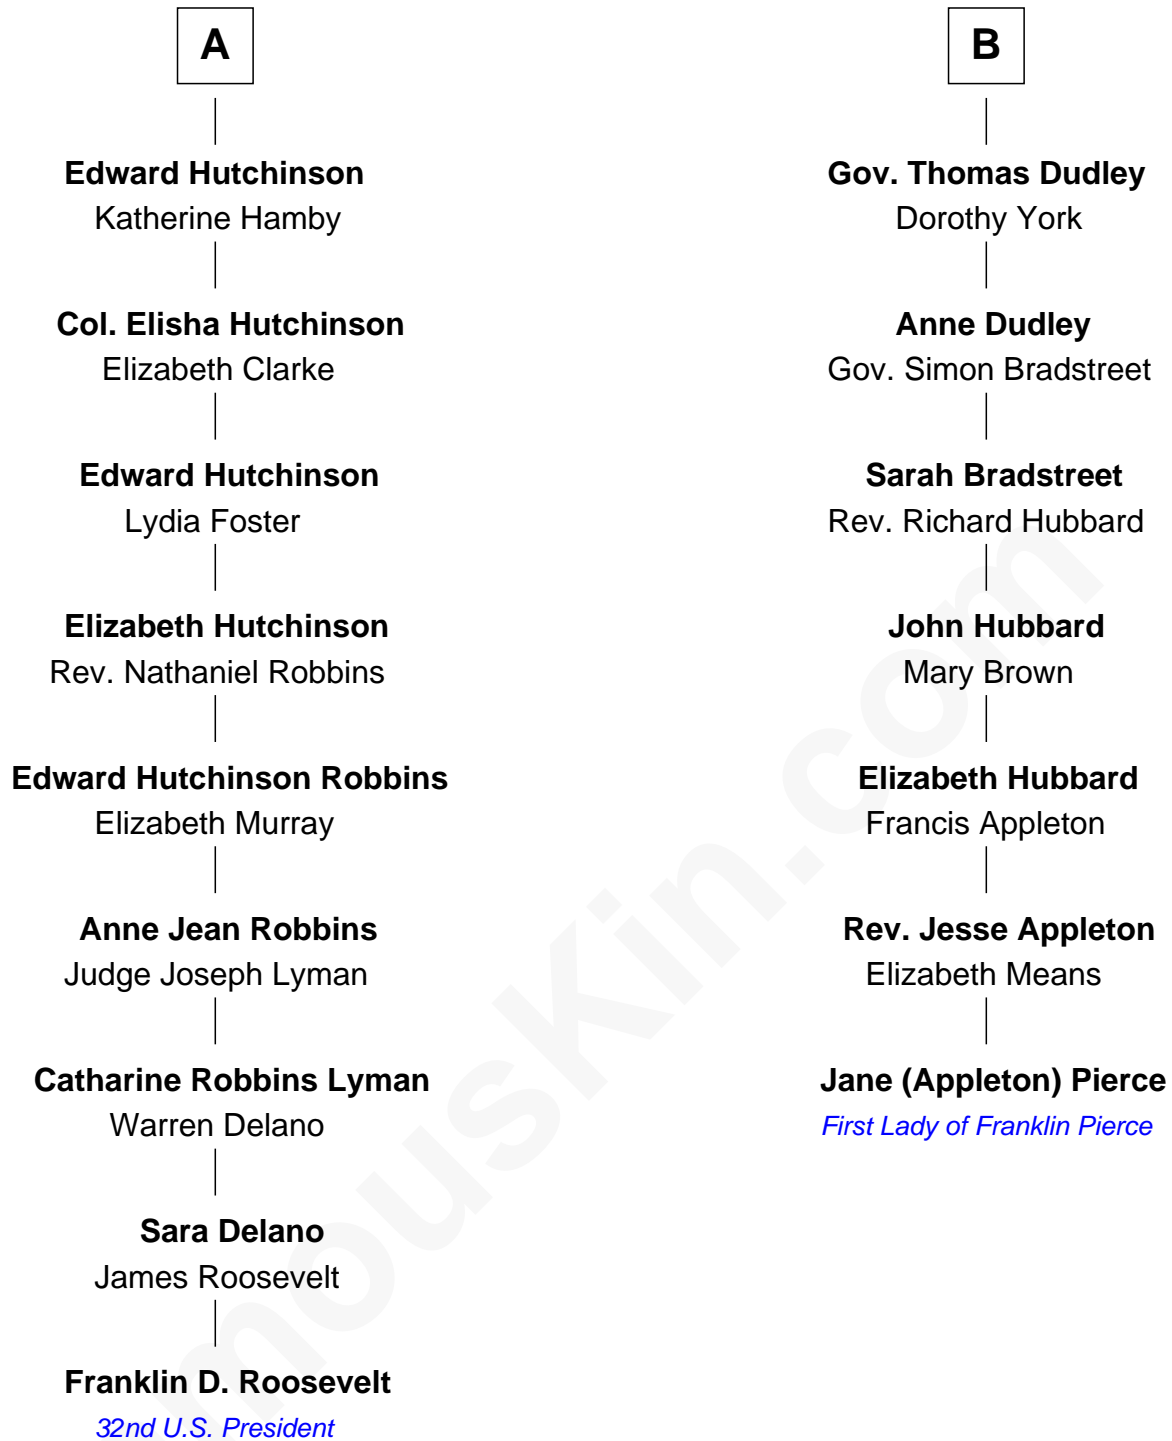 A
Edward Hutchinson
Katherine Hamby
Col. Elisha Hutchinson
Elizabeth Clarke
Edward Hutchinson
Lydia Foster
Elizabeth Hutchinson
Rev. Nathaniel Robbins
Edward Hutchinson Robbins
Elizabeth Murray
Anne Jean Robbins
Judge Joseph Lyman
Catharine Robbins Lyman
Warren Delano
Sara Delano
James Roosevelt
Franklin D. Roosevelt
32nd U.S. President
B
Gov. Thomas Dudley
Dorothy York
Anne Dudley
Gov. Simon Bradstreet
Sarah Bradstreet
Rev. Richard Hubbard
John Hubbard
Mary Brown
Elizabeth Hubbard
Francis Appleton
Rev. Jesse Appleton
Elizabeth Means
Jane (Appleton) Pierce
First Lady of Franklin Pierce
mousKin.com